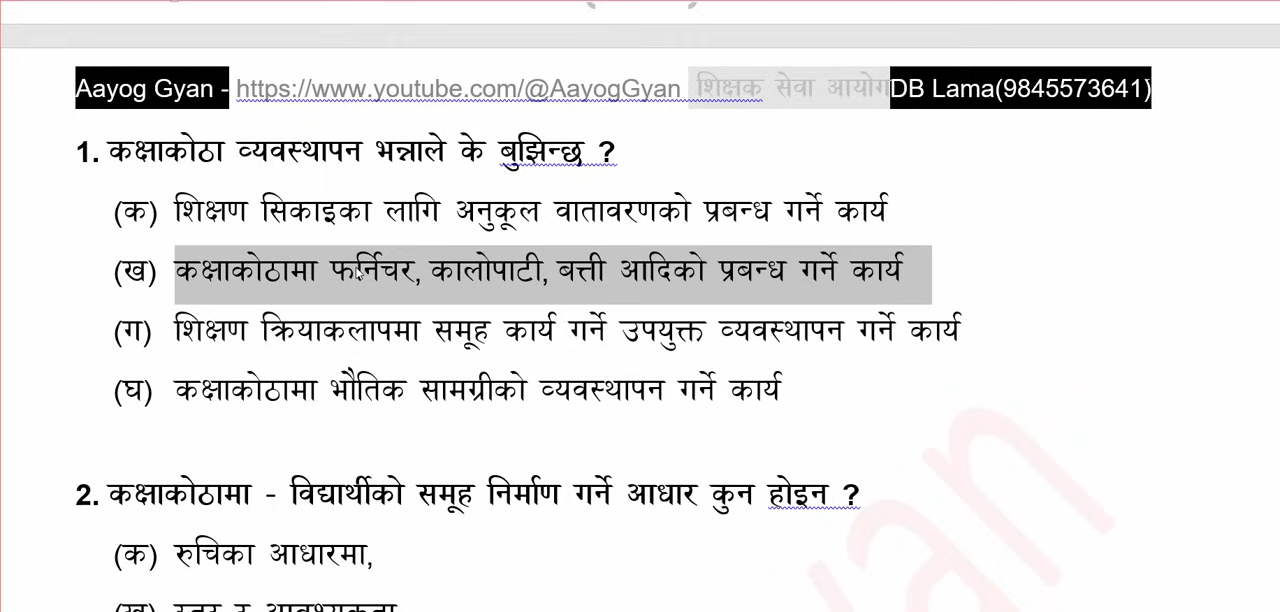 Aayog Gyan - https://www.youtube.com/@AayogGyan शिक्षक सेवा आयोग DB Lama(9845573641)
1. कक्षाकोठा व्यवस्थापन भन्नाले के बुझिन्छ ?
(क) शिक्षण सिकाइका लागि अनुकूल वातावरणको प्रबन्ध गर्ने कार्य
(ख) कक्षाकोठामा फर्निचर, कालोपाटी, बत्ती आदिको प्रबन्ध गर्ने कार्य
(ग) शिक्षण क्रियाकलापमा समूह कार्य गर्ने उपयुक्त व्यवस्थापन गर्ने कार्य
(घ) कक्षाकोठामा भौतिक सामग्रीको व्यवस्थापन गर्ने कार्य
2. कक्षाकोठामा - विद्यार्थीको समूह निर्माण गर्ने आधार कुन होइन ?
(क) रुचिका आधारमा,